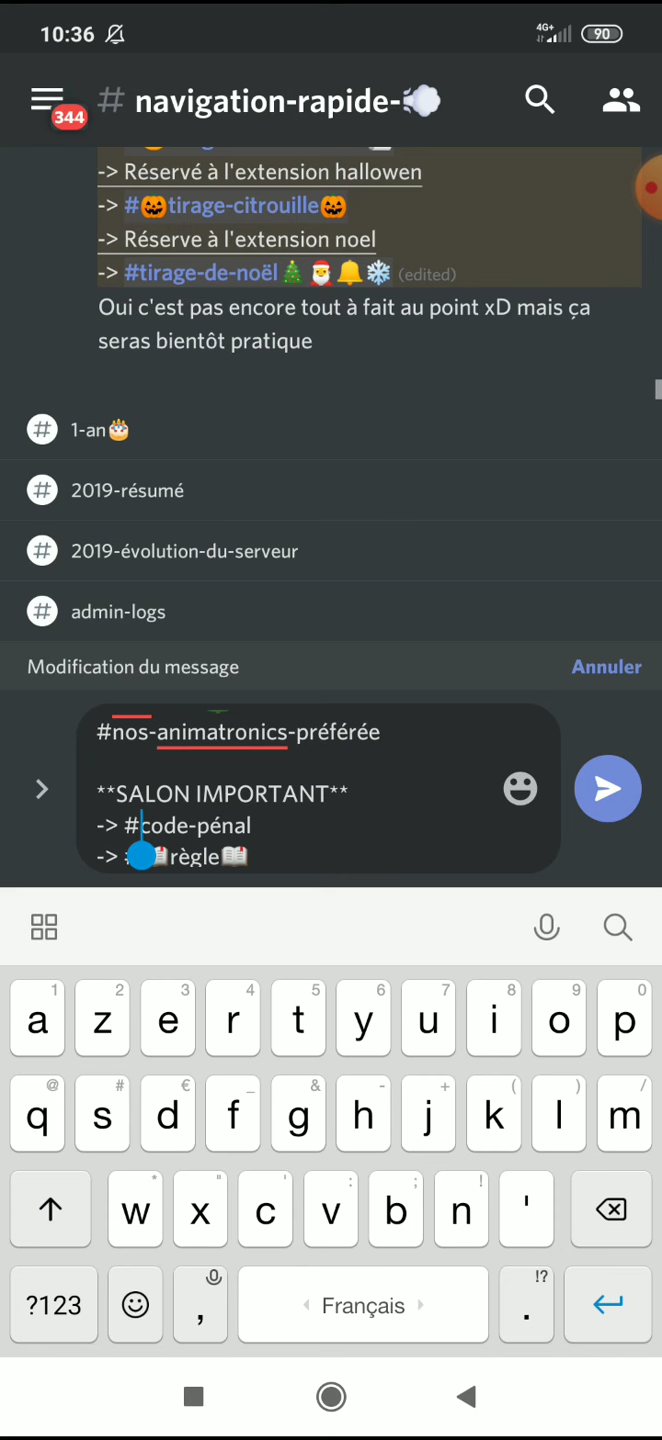 10:36 4G+ 90
344 # navigation-rapide-💨
-> Réservé à l'extension hallowen
-> #🎃tirage-citrouille🎃
-> Réserve à l'extension noel
-> #tirage-de-noël🎄🎅🔔❄️ (edited)
Oui c'est pas encore tout à fait au point xD mais ça
seras bientôt pratique
# 1-an🎂
# 2019-résumé
# 2019-évolution-du-serveur
# admin-logs
Modification du message Annuler
#nos-animatronics-préférée
**SALON IMPORTANT**
-> #code-pénal
-> #📖règle📖
1 2 3 4 5 6 7 8 9 0
a z e r t y u i o p
@ # € _ & - + ( ) /
q s d f g h j k l m
* " ' : ; !
w x c v b n '
!?
?123 , Français .